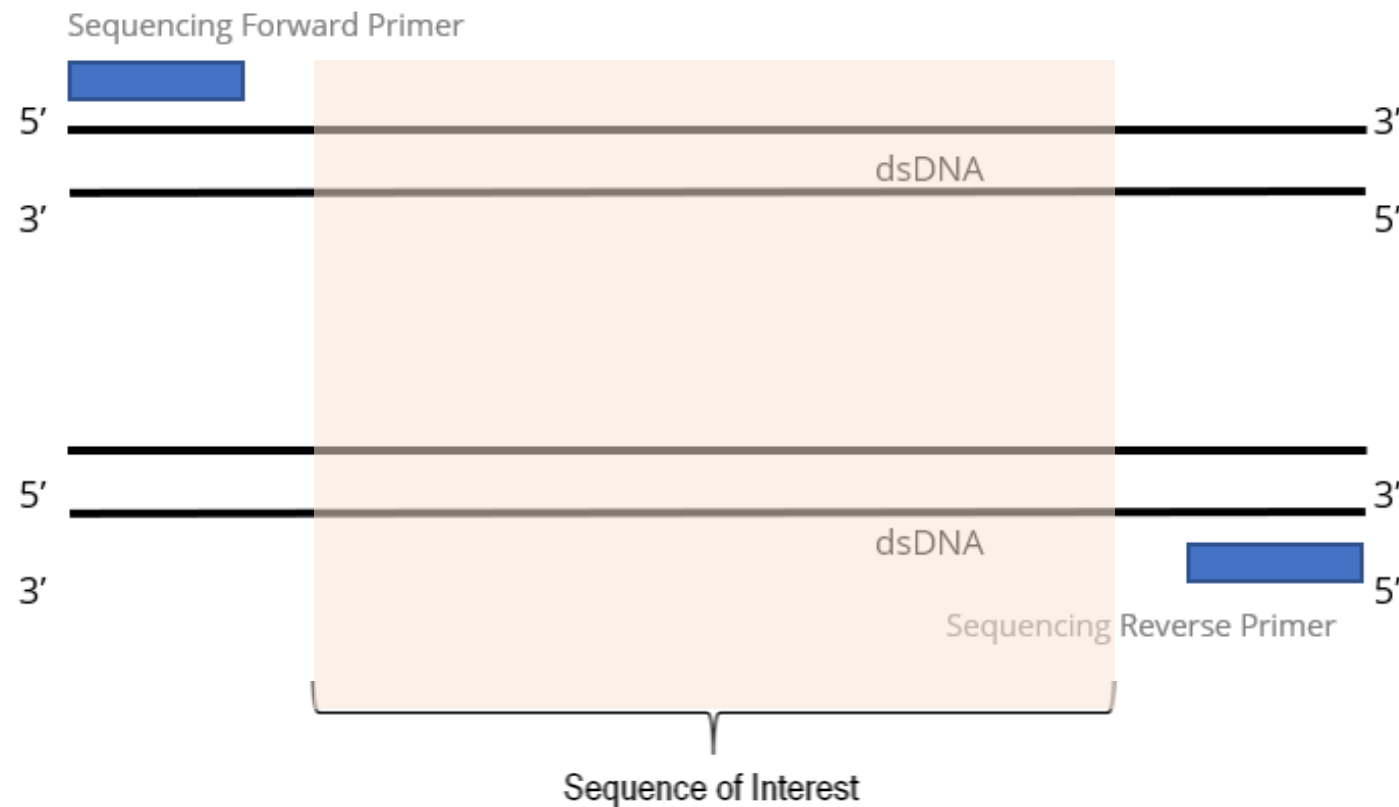 Sequencing Forward Primer
5’ 3’
dsDNA
3’ 5’
5’ 3’
dsDNA
3’ 5’
Sequencing Reverse Primer
Sequence of Interest